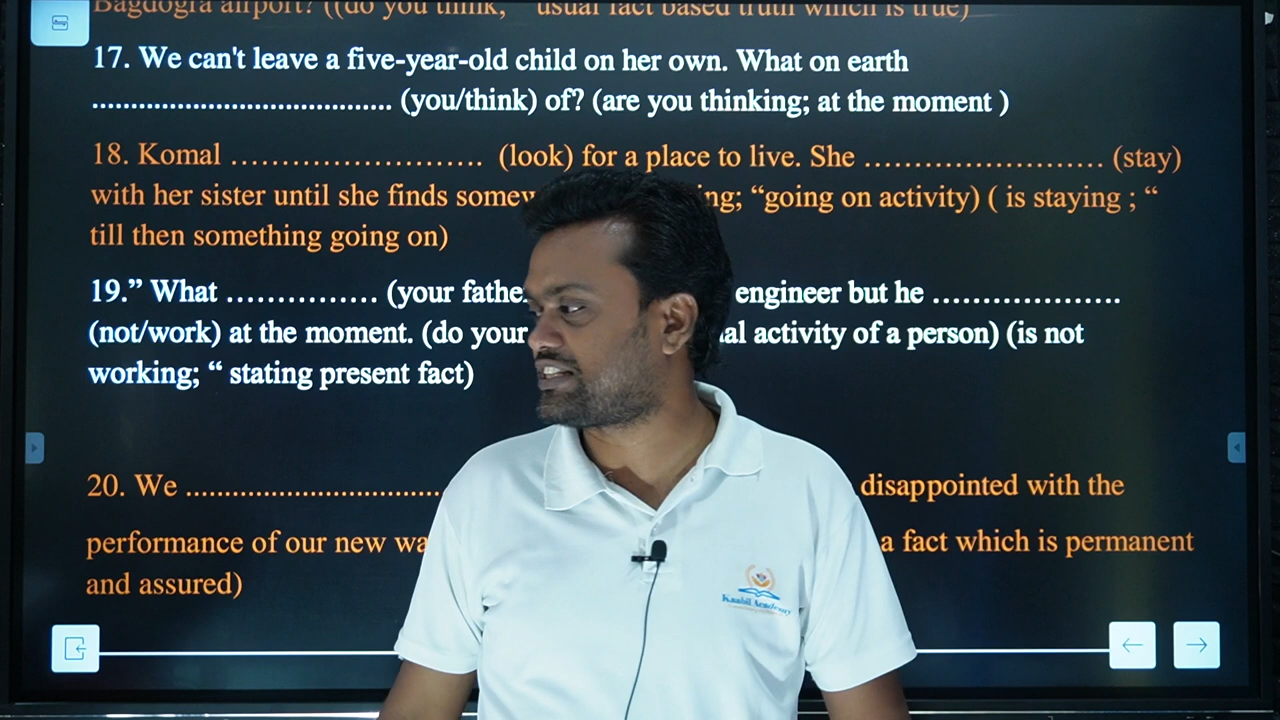 Bagdogra airport? ((do you think, “ usual fact based truth which is true)
17. We can't leave a five-year-old child on her own. What on earth
....................................... (you/think) of? (are you thinking; at the moment )
18. Komal ………………………. (look) for a place to live. She …………………… (stay)
with her sister until she finds ng; “going on activity) ( is staying ; “
till then something going on)
19.” What …………… (your engineer but he ……………….
(not/work) at the moment. (do your activity of a person) (is not
working; “ stating present fact)
20. We ................................. disappointed with the
performance of our new a fact which is permanent
and assured)
Kaabil Academy